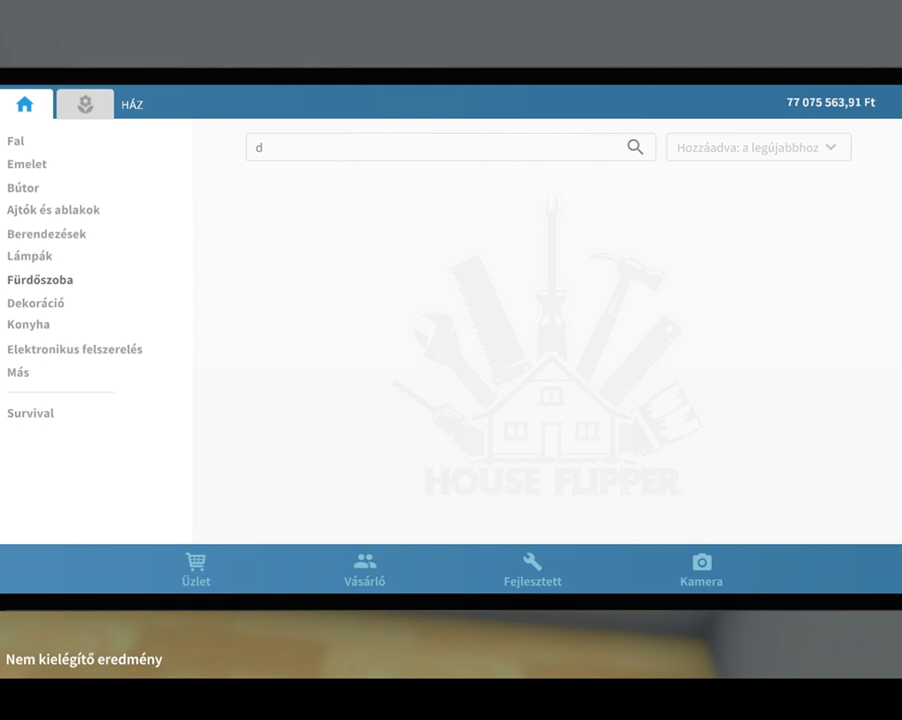 HÁZ
77 075 563,91 Ft
Fal
Emelet
Bútor
Ajtók és ablakok
Berendezések
Lámpák
Fürdőszoba
Dekoráció
Konyha
Elektronikus felszerelés
Más
Survival
d
Hozzáadva: a legújabbhoz
HOUSE FLIPPER
Üzlet
Vásárló
Fejlesztett
Kamera
Nem kielégítő eredmény